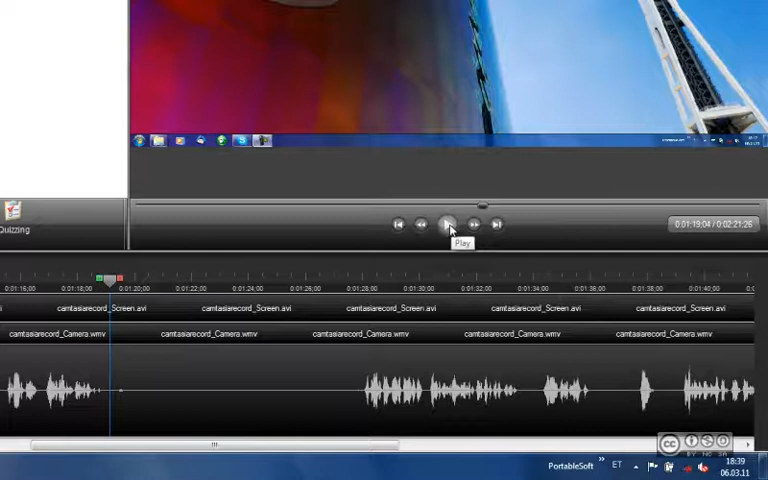 Quizzing
0:01:19;04 / 0:02:21;26
Play
0:01:16;00 0:01:18;00 0:01:20;00 0:01:22;00 0:01:24;00 0:01:26;00 0:01:28;00 0:01:30;00 0:01:32;00 0:01:34;00 0:01:36;00 0:01:38;00 0:01:40;00
camtasiarecord_Screen.avi camtasiarecord_Screen.avi camtasiarecord_Screen.avi camtasiarecord_Screen.avi camtasiarecord_Screen.avi
camtasiarecord_Camera.wmv camtasiarecord_Camera.wmv camtasiarecord_Camera.wmv camtasiarecord_Camera.wmv camtasiarecord_Camera.wmv
cc
BY NC SA
PortableSoft » ET 18:39
06.03.11